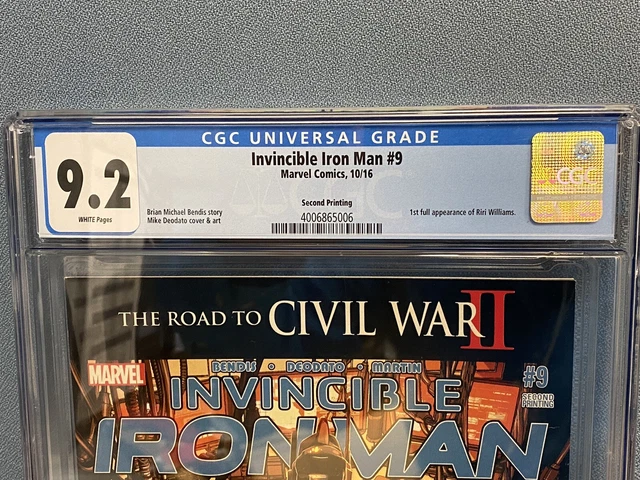 CGC UNIVERSAL GRADE
9.2
WHITE Pages
Invincible Iron Man #9
Marvel Comics, 10/16
Second Printing
Brian Michael Bendis story
Mike Deodato cover & art
4006865006
1st full appearance of Riri Williams.
CGC
THE ROAD TO CIVIL WAR II
MARVEL
BENDIS • DEODATO • MARTIN
#9
SECOND
PRINTING
INVINCIBLE
IRON MAN